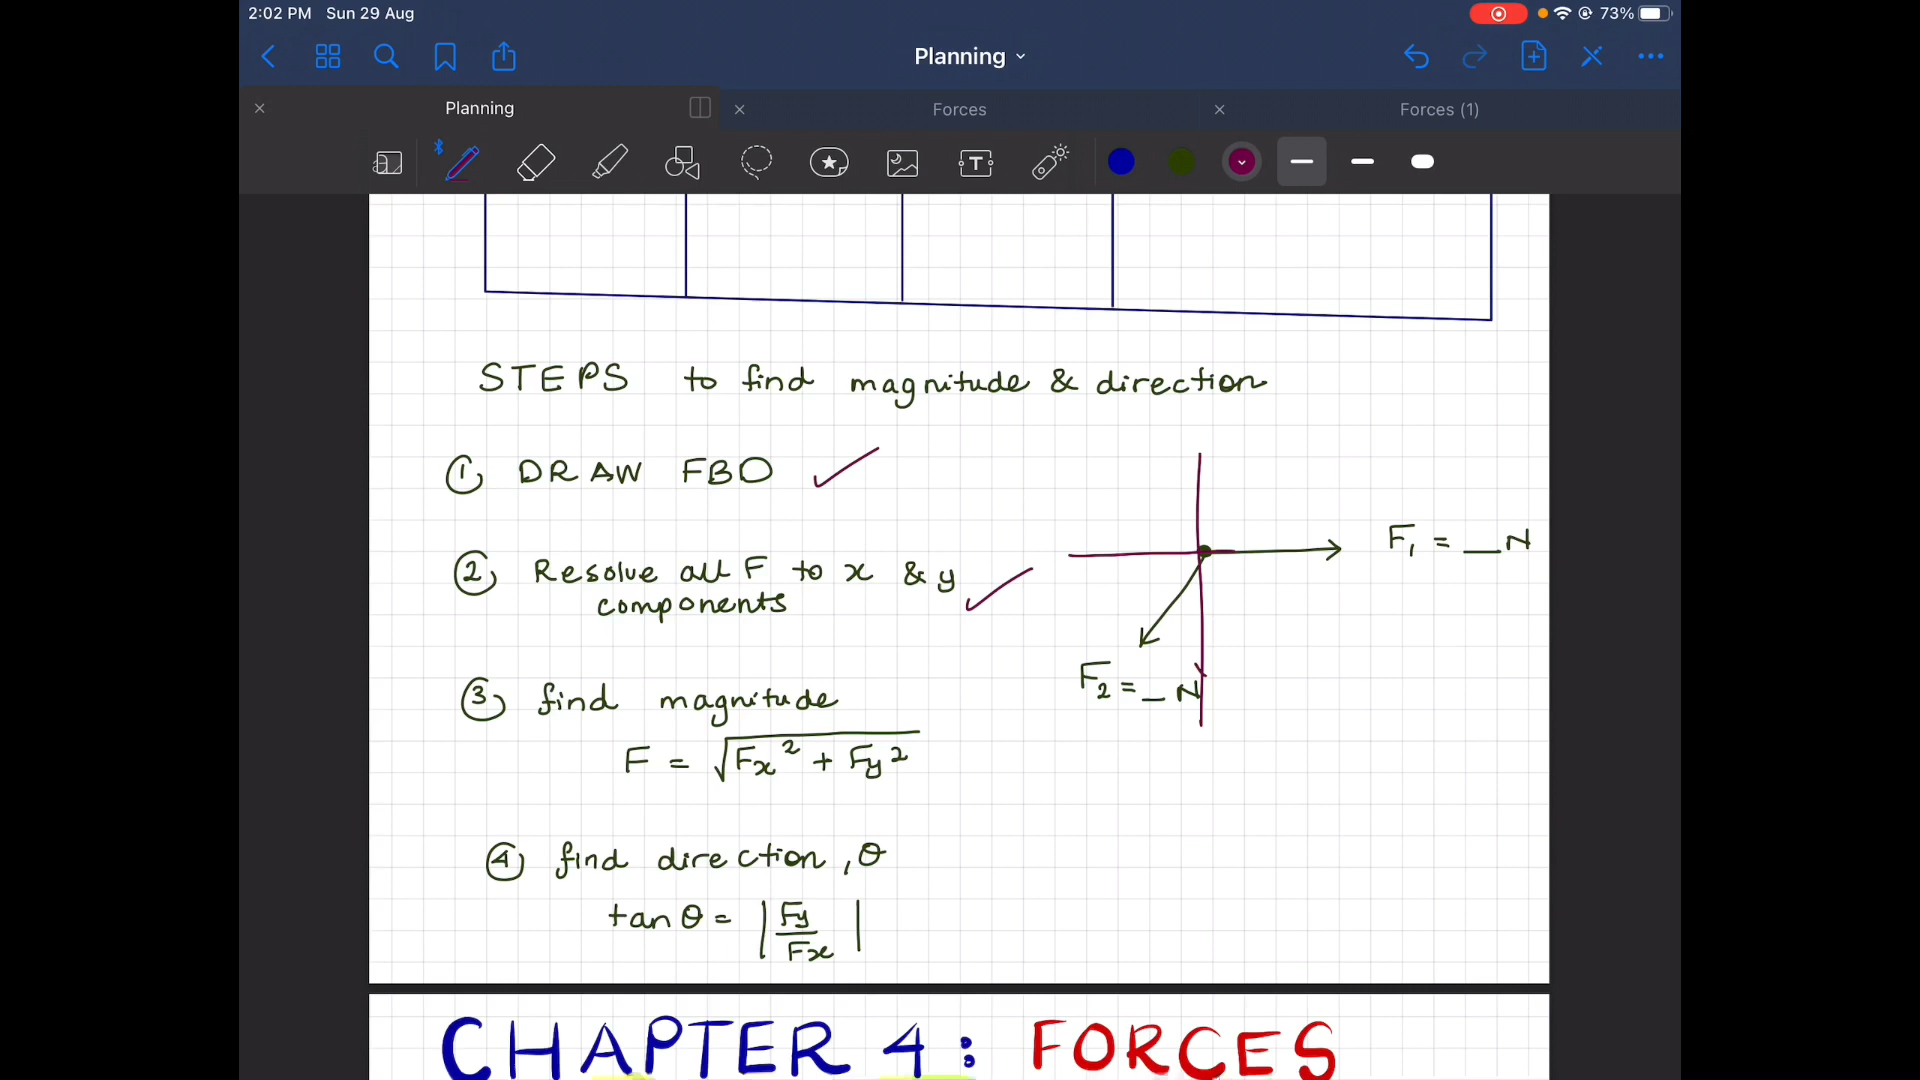 2:02 PM Sun 29 Aug
73%
Planning
Planning
Forces
Forces (1)
T
STEPS to find magnitude & direction
① DRAW FBD
② Resolve all F to x & y
components
F₁ = __ N
F₂ = _ N
③ find magnitude
F = √Fx² + Fy²
④ find direction, θ
tan θ = | Fy
Fx |
CHAPTER 4: FORCES